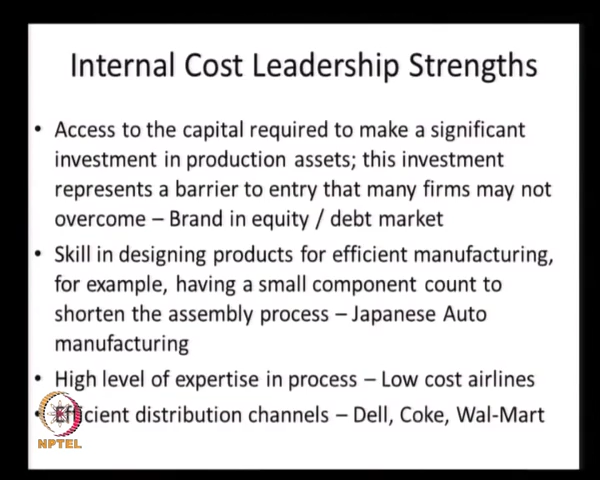 Internal Cost Leadership Strengths
• Access to the capital required to make a significant
investment in production assets; this investment
represents a barrier to entry that many firms may not
overcome – Brand in equity / debt market
• Skill in designing products for efficient manufacturing,
for example, having a small component count to
shorten the assembly process – Japanese Auto
manufacturing
• High level of expertise in process – Low cost airlines
• Efficient distribution channels – Dell, Coke, Wal-Mart
NPTEL